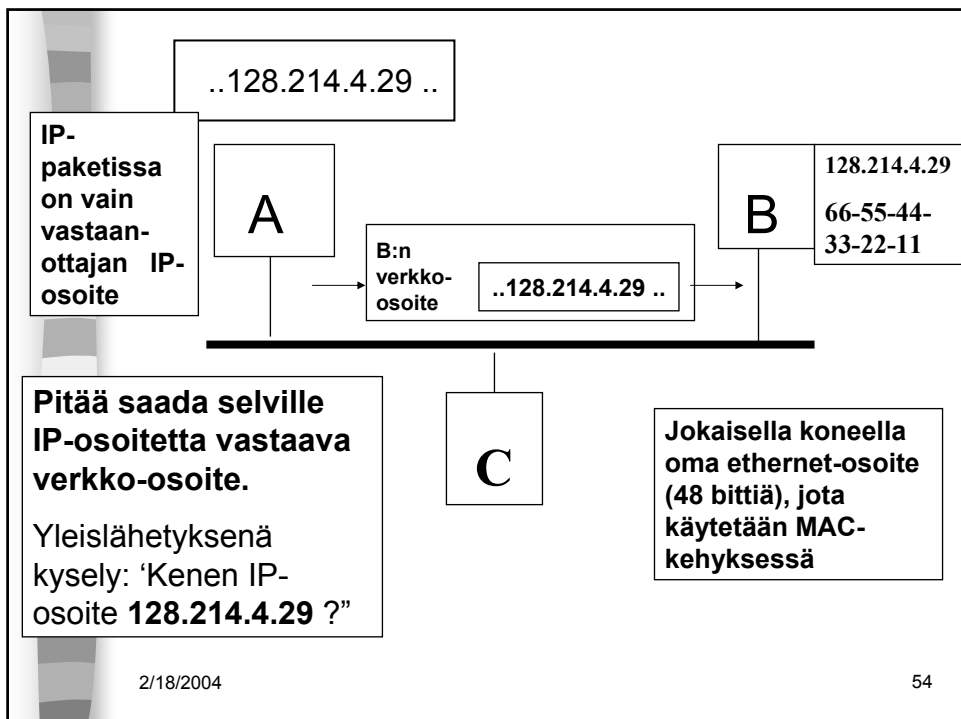 ..128.214.4.29 ..
IP-
paketissa
on vain
vastaan-
ottajan IP-
osoite
A
B:n
verkko-
osoite
..128.214.4.29 ..
B
128.214.4.29
66-55-44-
33-22-11
C
Pitää saada selville
IP-osoitetta vastaava
verkko-osoite.
Yleislähetyksenä
kysely: ‘Kenen IP-
osoite 128.214.4.29 ?”
Jokaisella koneella
oma ethernet-osoite
(48 bittiä), jota
käytetään MAC-
kehyksessä
2/18/2004
54